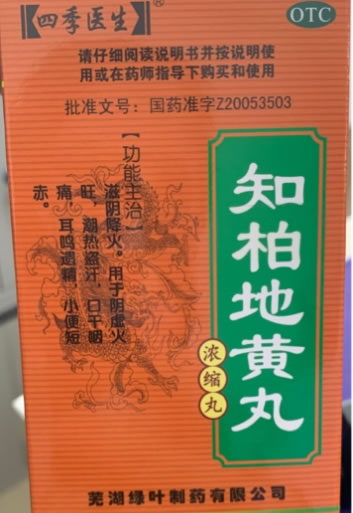 【四季医生】®
OTC
请仔细阅读说明书并按说明使
用或在药师指导下购买和使用
批准文号：国药准字Z20053503
【功能主治】
滋阴降火。用于阴虚火
旺，潮热盗汗，口干咽
痛，耳鸣遗精，小便短
赤。
知柏地黄丸
浓缩丸
芜湖绿叶制药有限公司